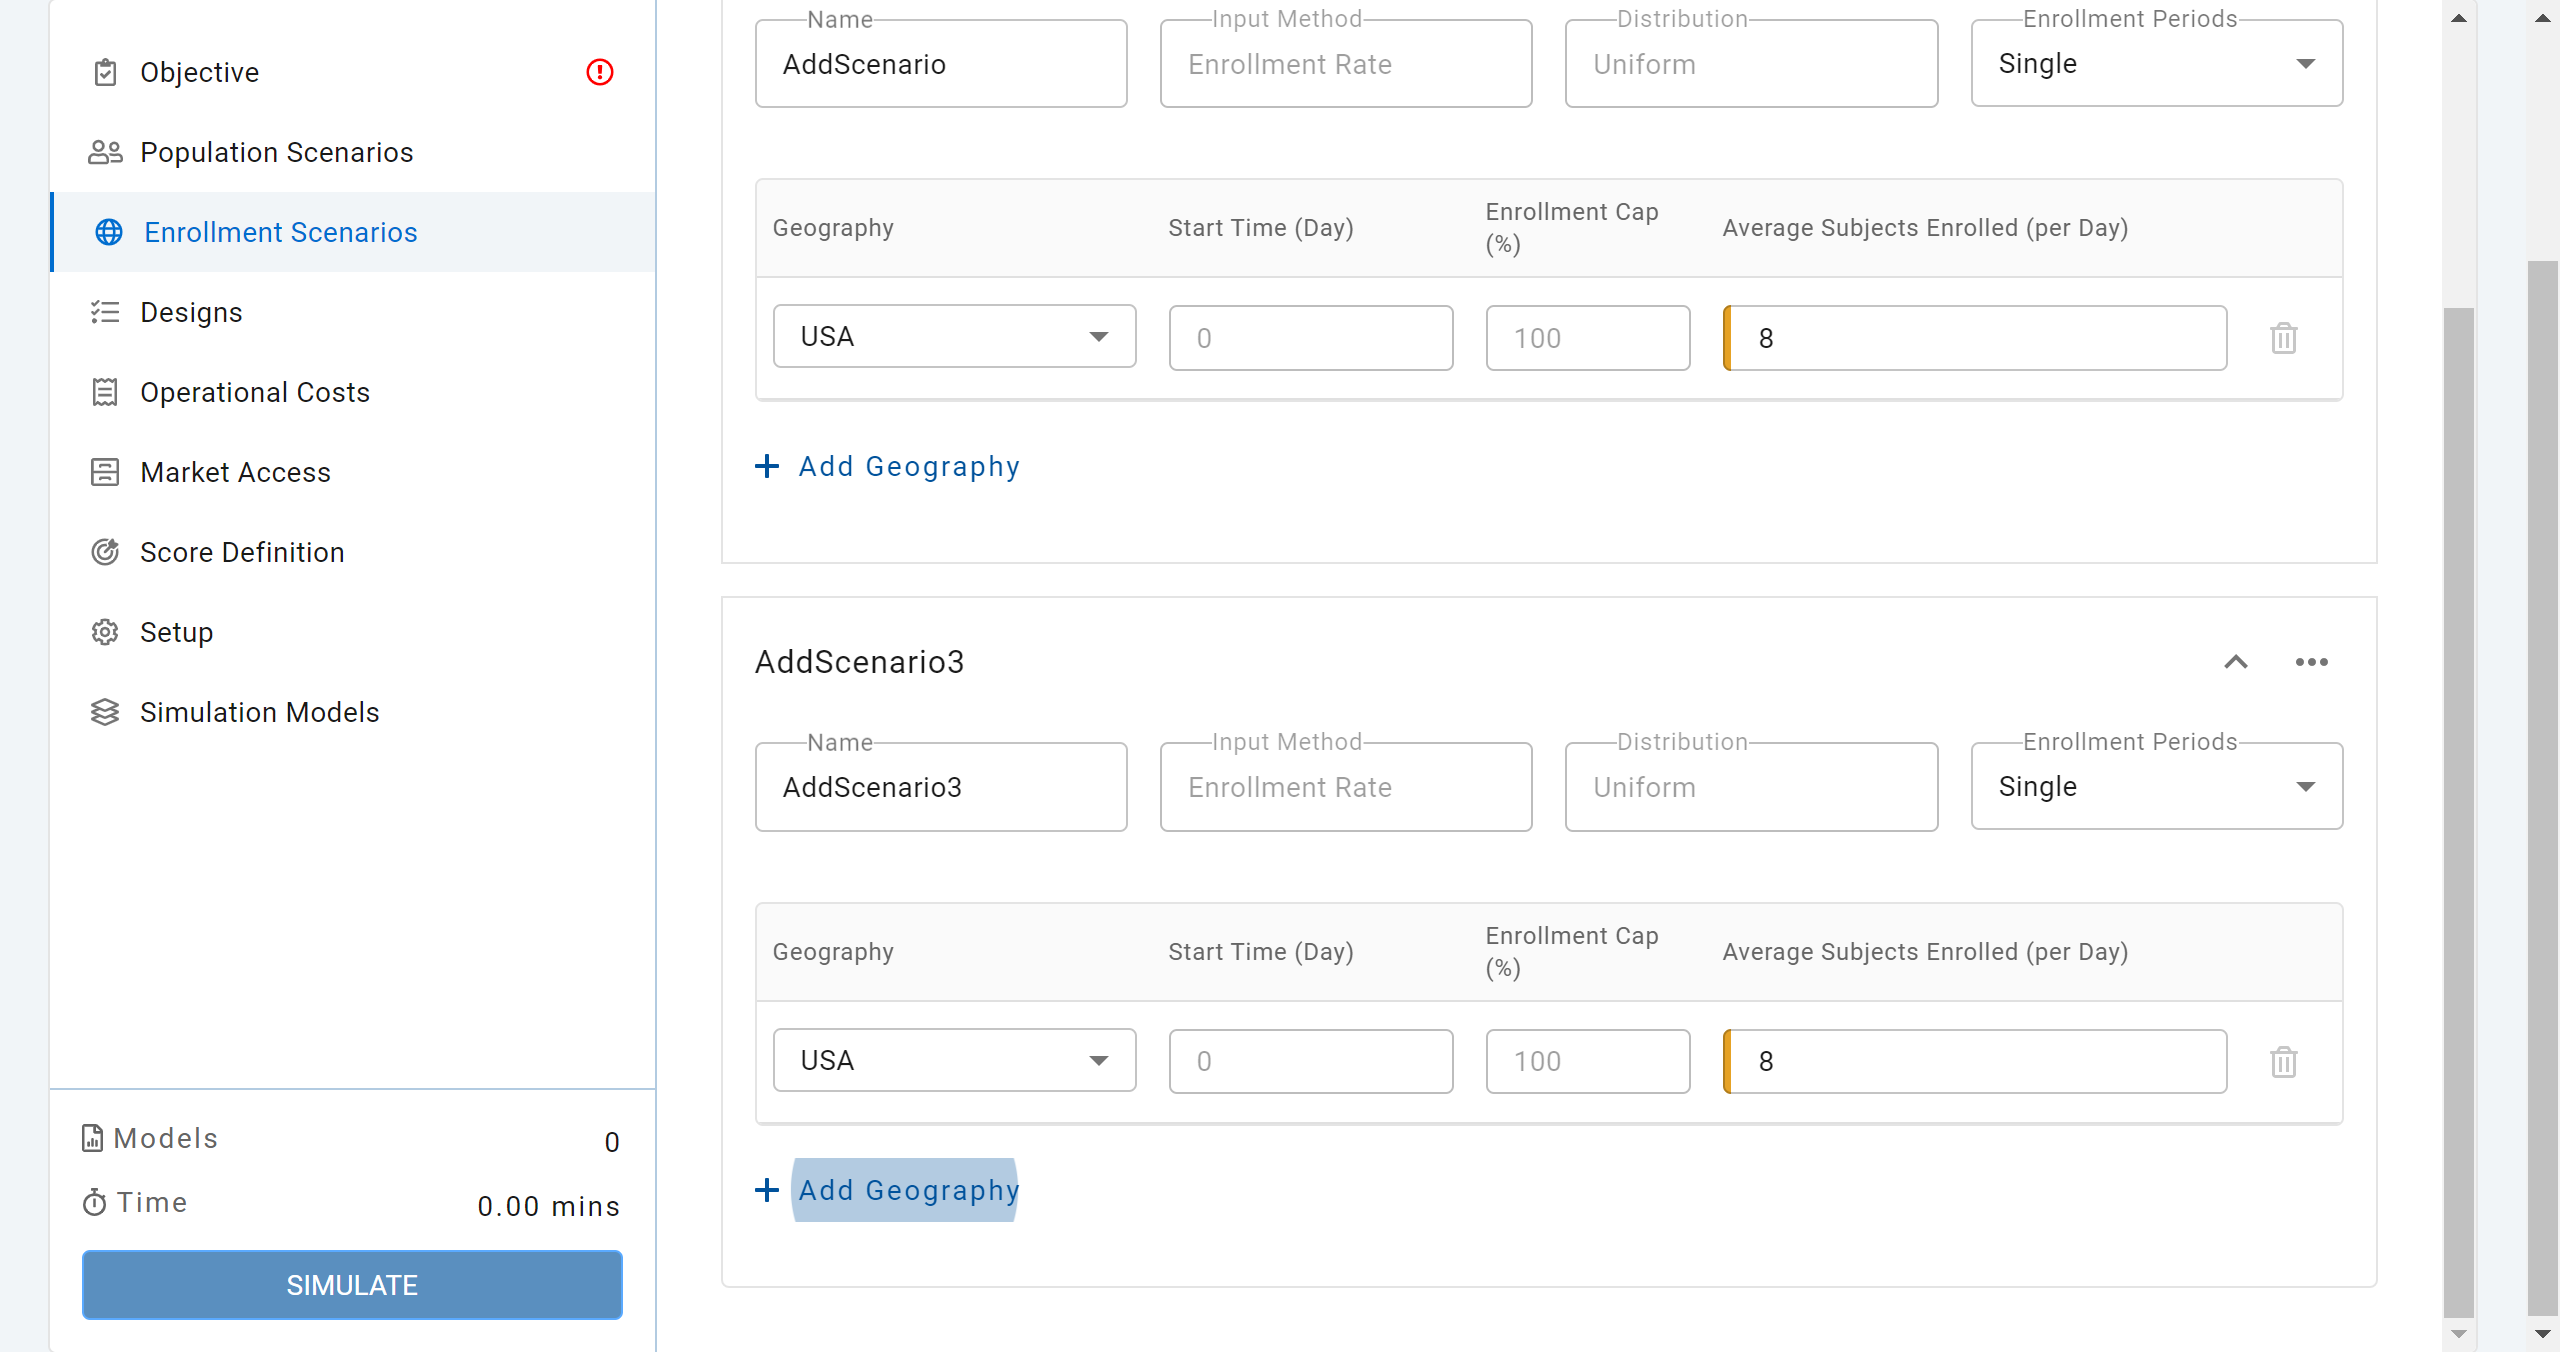 Objective
Population Scenarios
Enrollment Scenarios
Designs
Operational Costs
Market Access
Score Definition
Setup
Simulation Models
Models 0
Time 0.00 mins
SIMULATE
Name Input Method Distribution Enrollment Periods
AddScenario Enrollment Rate Uniform Single
Geography Start Time (Day) Enrollment Cap (%) Average Subjects Enrolled (per Day)
USA 0 100 8
Add Geography
AddScenario3
Name Input Method Distribution Enrollment Periods
AddScenario3 Enrollment Rate Uniform Single
Geography Start Time (Day) Enrollment Cap (%) Average Subjects Enrolled (per Day)
USA 0 100 8
Add Geography